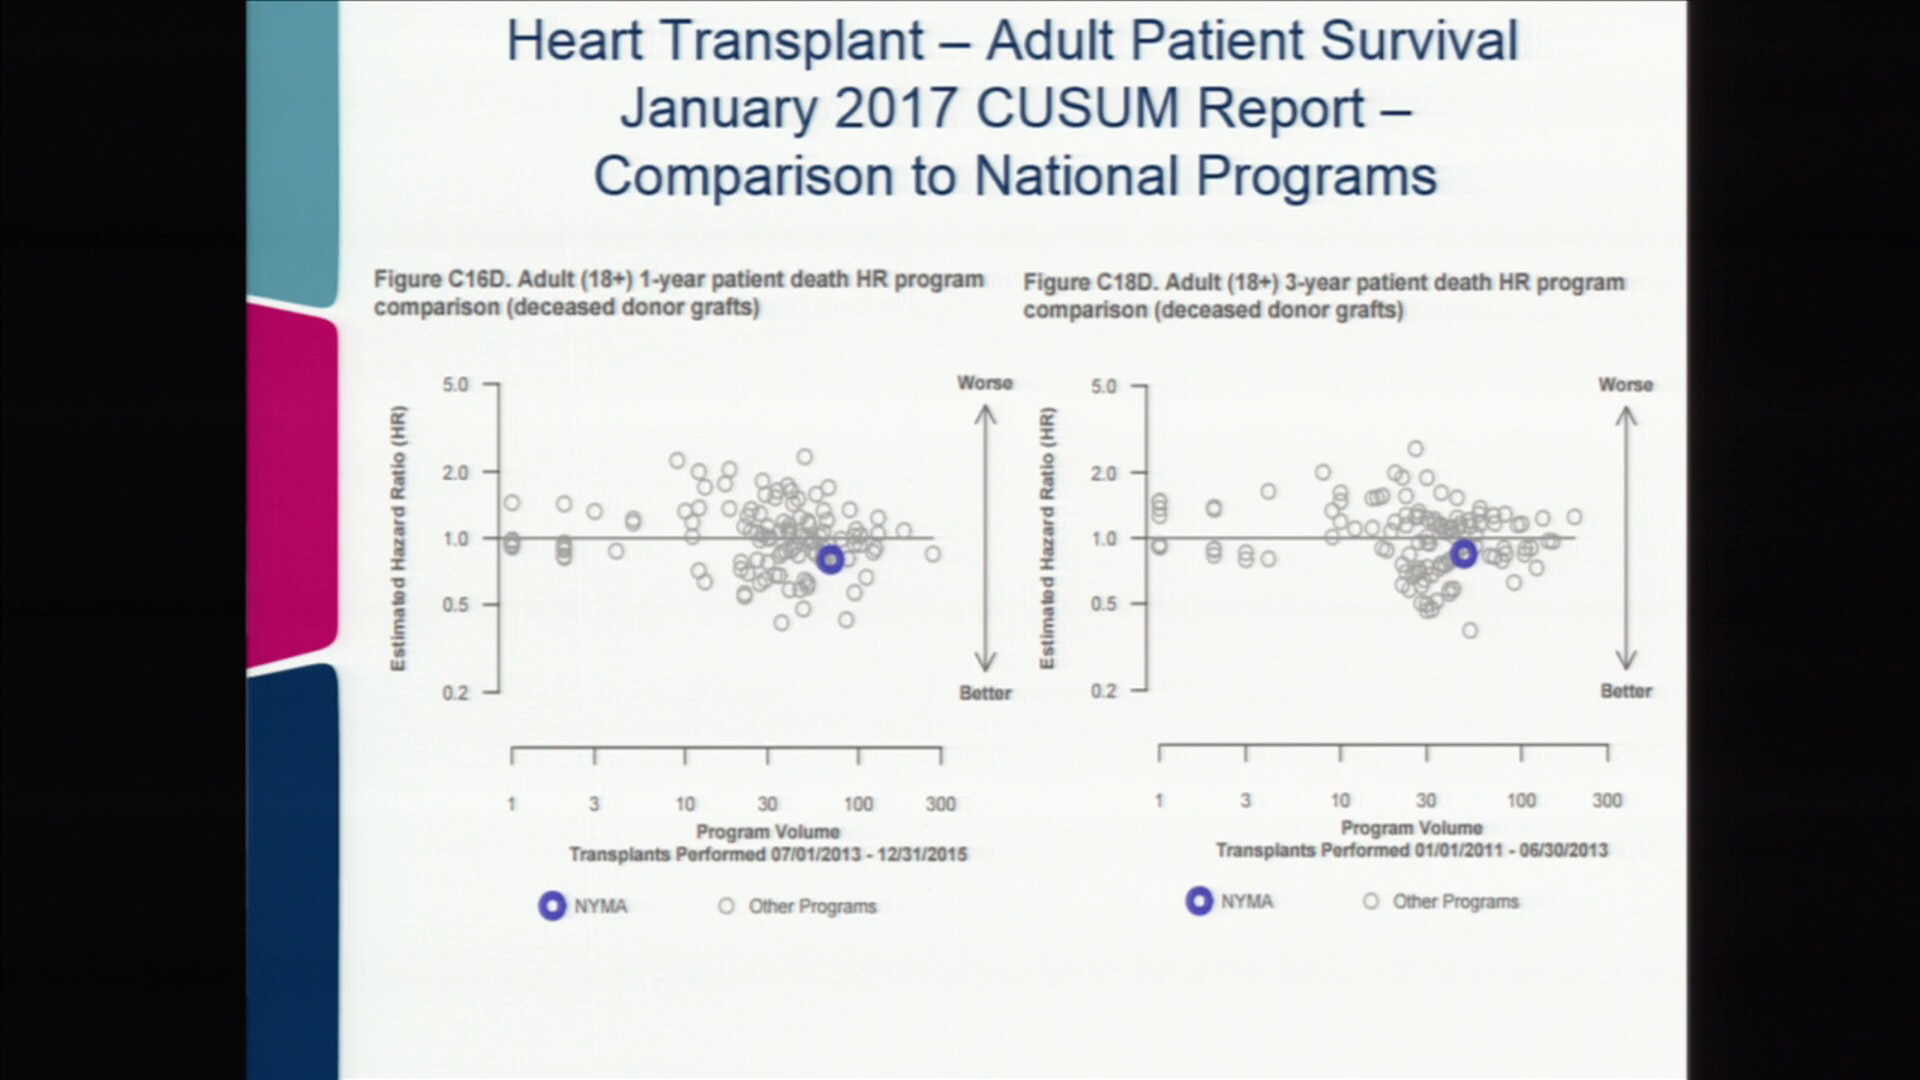 Heart Transplant – Adult Patient Survival
January 2017 CUSUM Report –
Comparison to National Programs
Figure C16D. Adult (18+) 1-year patient death HR program
comparison (deceased donor grafts)
Estimated Hazard Ratio (HR)
5.0
2.0
1.0
0.5
0.2
Worse
Better
1 3 10 30 100 300
Program Volume
Transplants Performed 07/01/2013 - 12/31/2015
NYMA Other Programs
Figure C18D. Adult (18+) 3-year patient death HR program
comparison (deceased donor grafts)
Estimated Hazard Ratio (HR)
5.0
2.0
1.0
0.5
0.2
Worse
Better
1 3 10 30 100 300
Program Volume
Transplants Performed 01/01/2011 - 06/30/2013
NYMA Other Programs